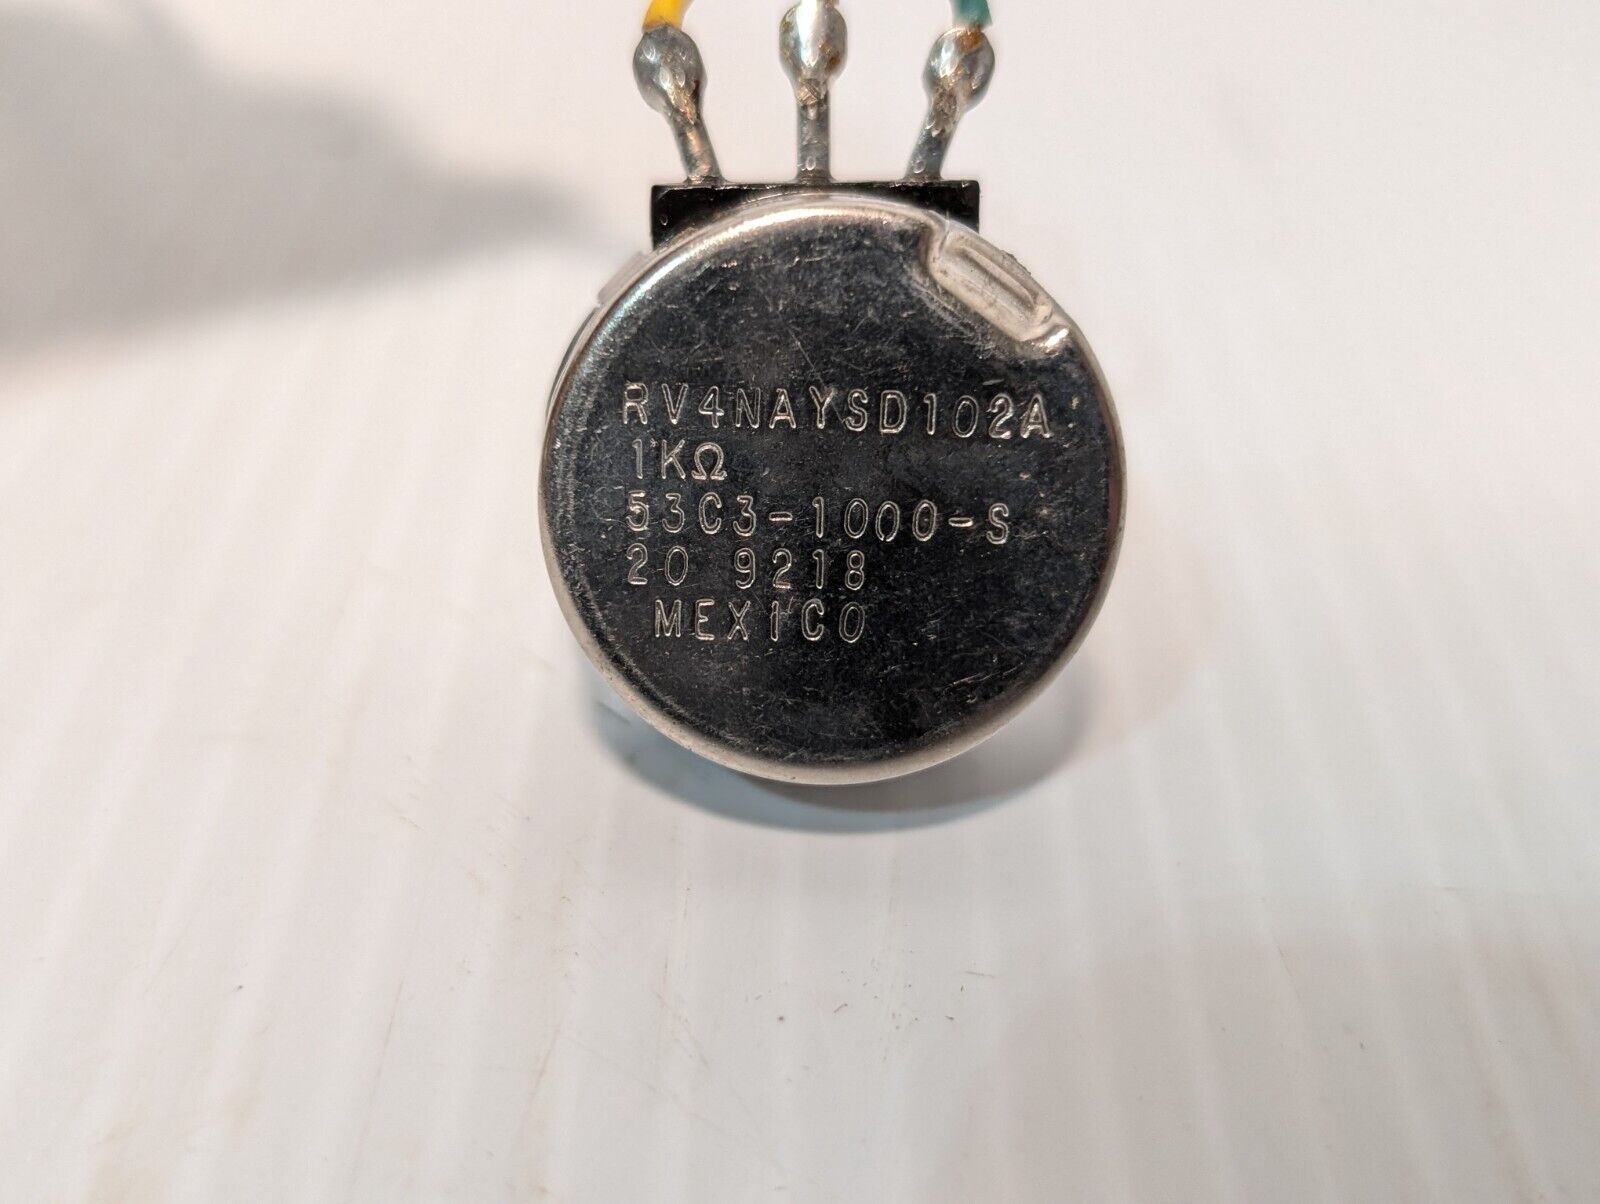 RV4NAYSD102A
1KΩ
53C3-1000-S
20 9218
MEXICO